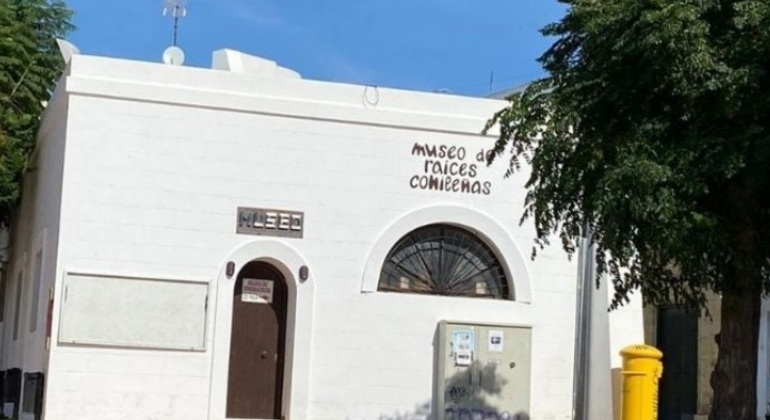 museo de
raíces
conileñas
MUSEO